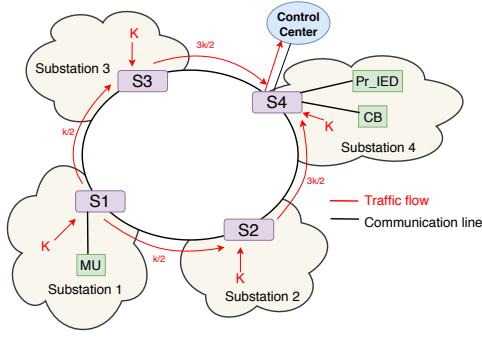 Control
Center
K
3k/2
Substation 3
S3
Pr_IED
S4
CB
K
k/2
Substation 4
3k/2
S1
Traffic flow
S2
Communication line
K
k/2
MU
K
Substation 1
Substation 2